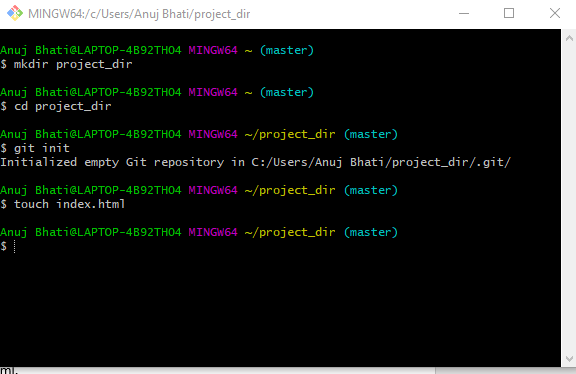 MINGW64:/c/Users/Anuj Bhati/project_dir
Anuj Bhati@LAPTOP-4B92TH04 MINGW64 ~ (master)
$ mkdir project_dir
Anuj Bhati@LAPTOP-4B92TH04 MINGW64 ~ (master)
$ cd project_dir
Anuj Bhati@LAPTOP-4B92TH04 MINGW64 ~/project_dir (master)
$ git init
Initialized empty Git repository in C:/Users/Anuj Bhati/project_dir/.git/
Anuj Bhati@LAPTOP-4B92TH04 MINGW64 ~/project_dir (master)
$ touch index.html
Anuj Bhati@LAPTOP-4B92TH04 MINGW64 ~/project_dir (master)
$